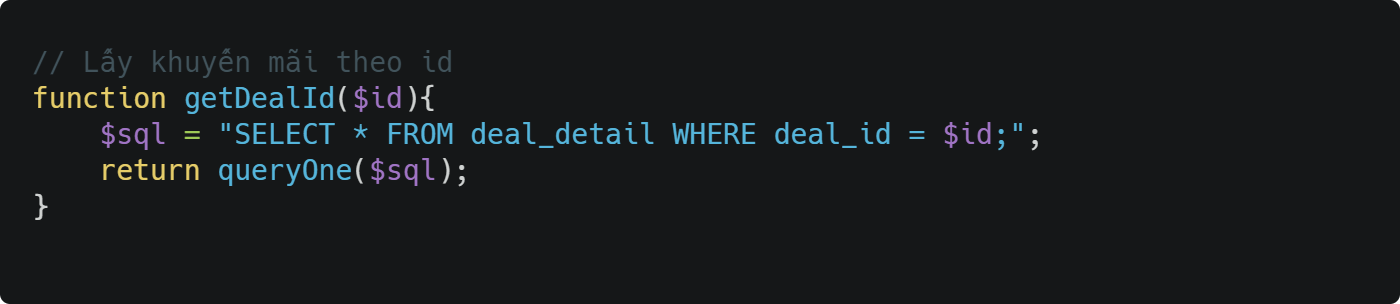 // Lấy khuyến mãi theo id
function getDealId($id){
    $sql = "SELECT * FROM deal_detail WHERE deal_id = $id;";
    return queryOne($sql);
}